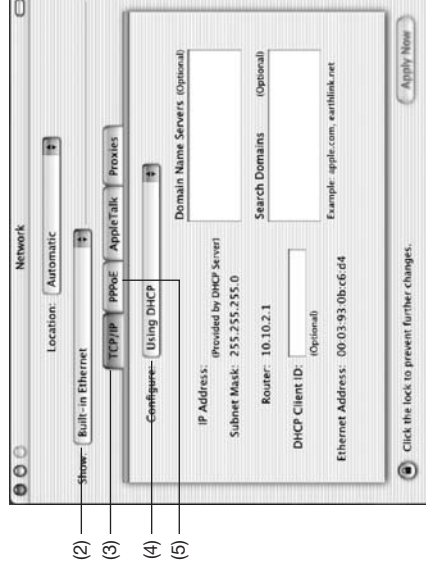 Network
Location: Automatic
(2) Show: Built-in Ethernet
(3) TCP/IP PPPoE AppleTalk Proxies
(4) Configure: Using DHCP
(5)
Domain Name Servers (Optional)
IP Address: (Provided by DHCP Server)
Subnet Mask: 255.255.255.0
Router: 10.10.2.1
Search Domains (Optional)
DHCP Client ID:
(Optional)
Example: apple.com, earthlink.net
Ethernet Address: 00:03:93:0b:c6:d4
Click the lock to prevent further changes.
Apply Now